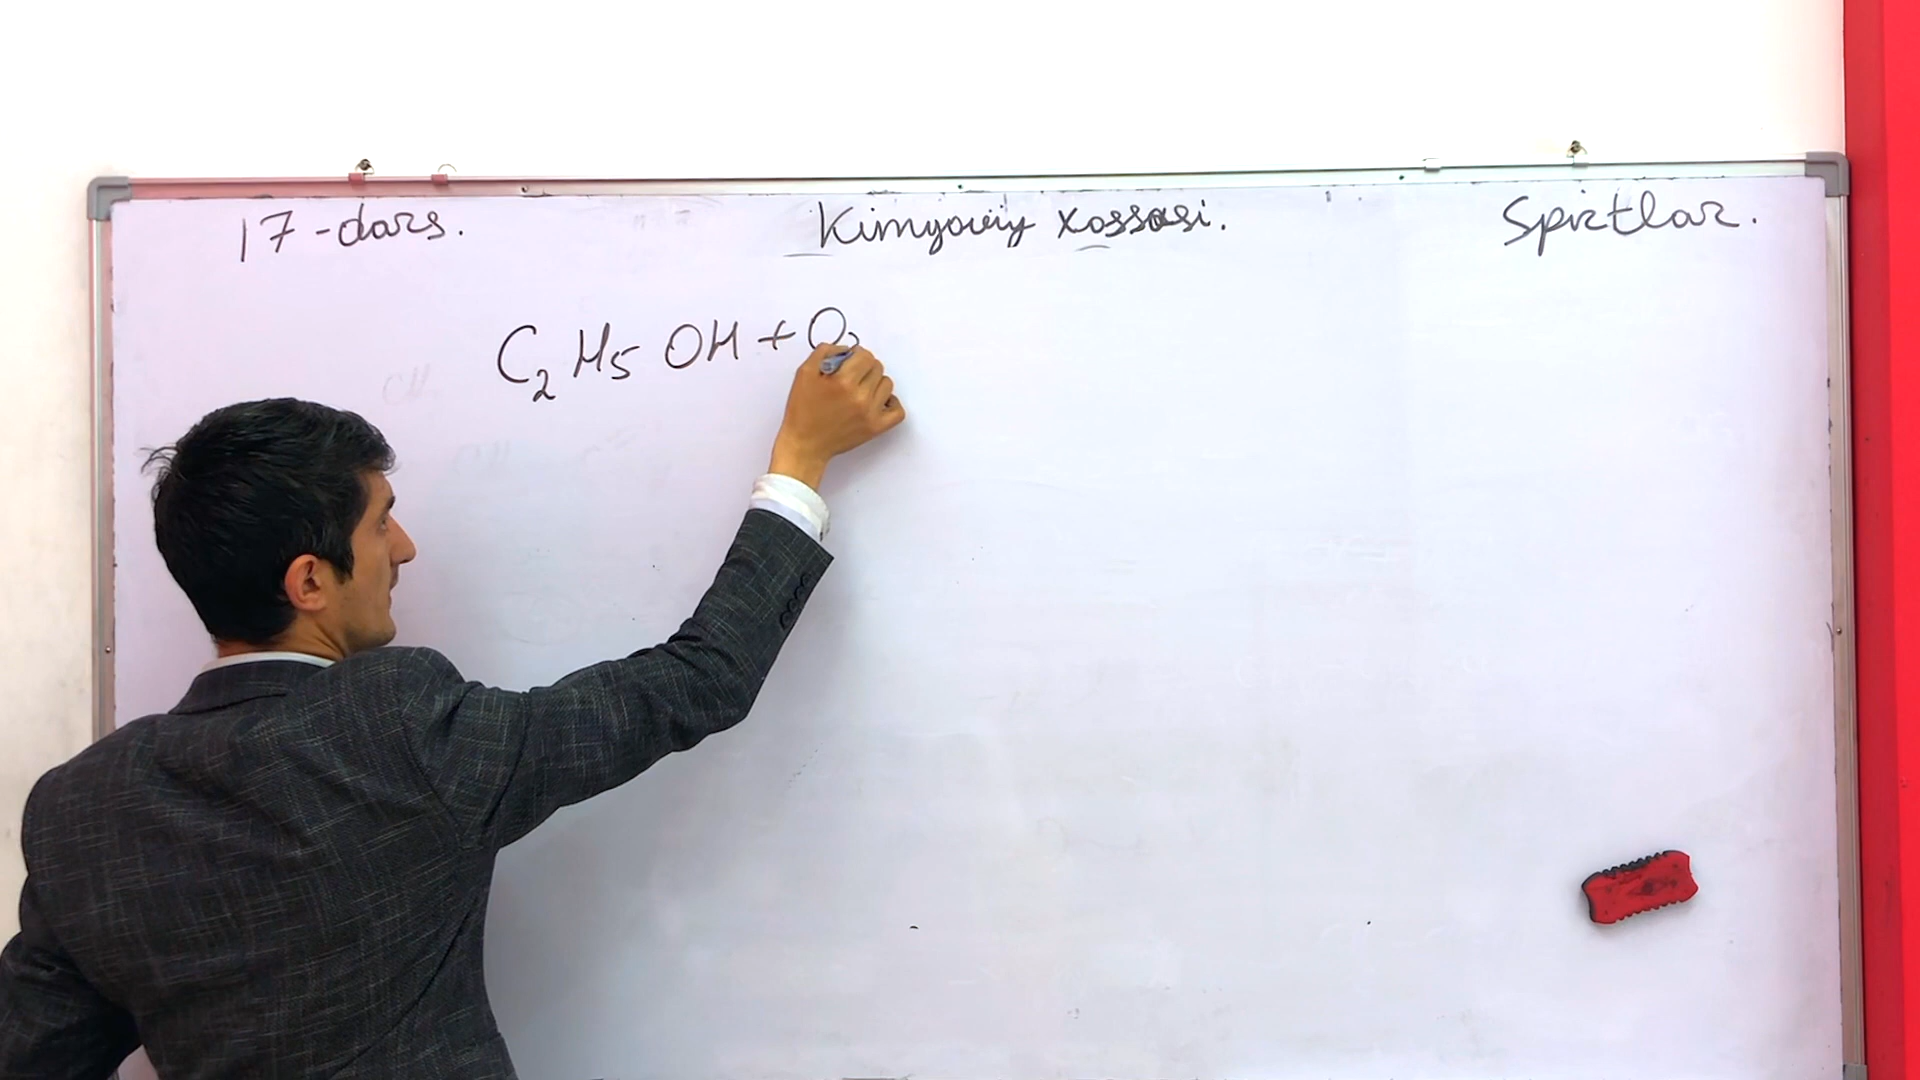 17-dars. Kimyoviy xossasi. Spirtlar.
C₂H₅OH + O₂